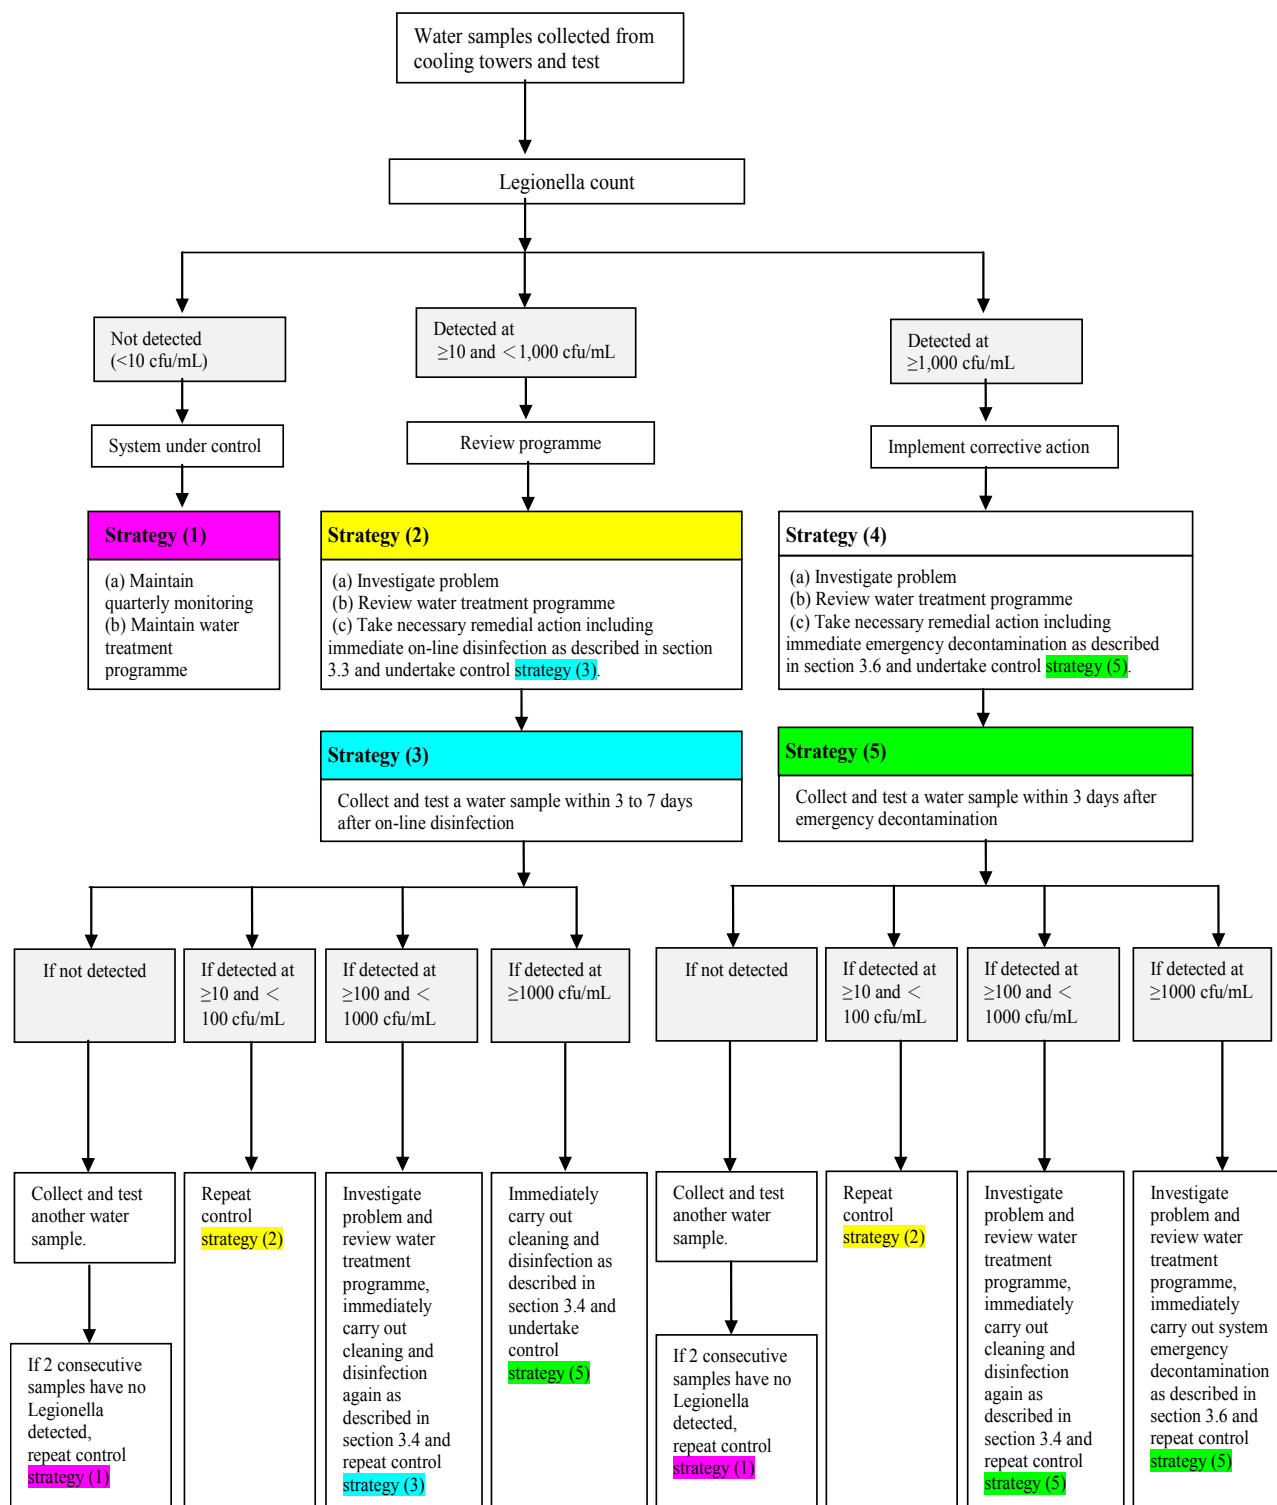 Water samples collected from
cooling towers and test
Legionella count
Not detected
(<10 cfu/mL)
Detected at
≥10 and < 1,000 cfu/mL
Detected at
≥1,000 cfu/mL
System under control
Review programme
Implement corrective action
Strategy (1)
(a) Maintain
quarterly monitoring
(b) Maintain water
treatment
programme
Strategy (2)
(a) Investigate problem
(b) Review water treatment programme
(c) Take necessary remedial action including
immediate on-line disinfection as described in section
3.3 and undertake control strategy (3).
Strategy (4)
(a) Investigate problem
(b) Review water treatment programme
(c) Take necessary remedial action including
immediate emergency decontamination as described
in section 3.6 and undertake control strategy (5).
Strategy (3)
Collect and test a water sample within 3 to 7 days
after on-line disinfection
Strategy (5)
Collect and test a water sample within 3 days after
emergency decontamination
If not detected
If detected at
≥10 and <
100 cfu/mL
If detected at
≥100 and <
1000 cfu/mL
If detected at
≥1000 cfu/mL
If not detected
If detected at
≥10 and <
100 cfu/mL
If detected at
≥100 and <
1000 cfu/mL
If detected at
≥1000 cfu/mL
Collect and test
another water
sample.
If 2 consecutive
samples have no
Legionella
detected,
repeat control
strategy (1)
Repeat
control
strategy (2)
Investigate
problem and
review water
treatment
programme,
immediately
carry out
cleaning and
disinfection
again as
described in
section 3.4 and
repeat control
strategy (3)
Immediately
carry out
cleaning and
disinfection as
described in
section 3.4 and
undertake
control
strategy (5)
Collect and test
another water
sample.
If 2 consecutive
samples have no
Legionella
detected,
repeat control
strategy (1)
Repeat
control
strategy (2)
Investigate
problem and
review water
treatment
programme,
immediately
carry out
cleaning and
disinfection
again as
described in
section 3.4 and
repeat control
strategy (5)
Investigate
problem and
review water
treatment
programme,
immediately
carry out system
emergency
decontamination
as described in
section 3.6 and
repeat control
strategy (5)